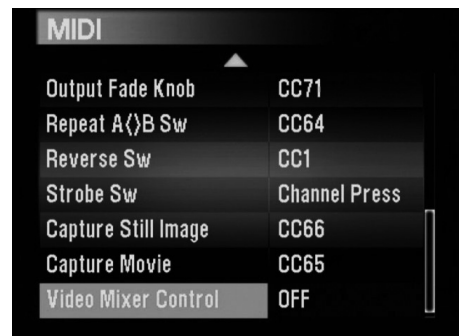 MIDI
Output Fade Knob CC71
Repeat A⟨⟩B Sw CC64
Reverse Sw CC1
Strobe Sw Channel Press
Capture Still Image CC66
Capture Movie CC65
Video Mixer Control OFF